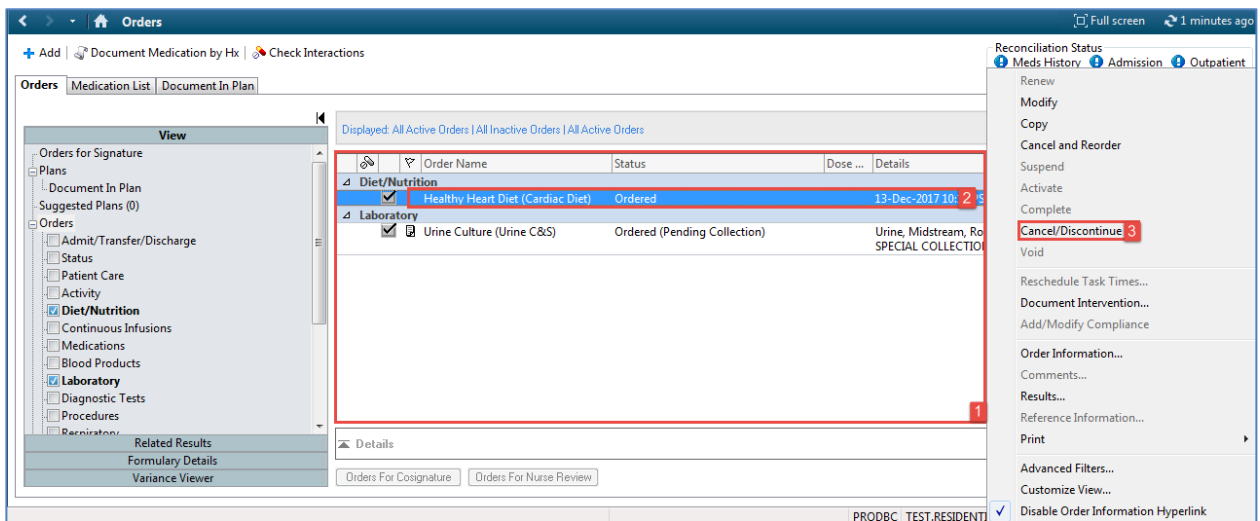 Orders
Full screen
1 minutes ago
Add
Document Medication by Hx
Check Interactions
Reconciliation Status
Meds History
Admission
Outpatient
Orders
Medication List
Document In Plan
View
Orders for Signature
Plans
Document In Plan
Suggested Plans (0)
Orders
Admit/Transfer/Discharge
Status
Patient Care
Activity
Diet/Nutrition
Continuous Infusions
Medications
Blood Products
Laboratory
Diagnostic Tests
Procedures
Respiratory
Related Results
Formulary Details
Variance Viewer
Displayed: All Active Orders | All Inactive Orders | All Active Orders
Order Name
Status
Dose ...
Details
Diet/Nutrition
Healthy Heart Diet (Cardiac Diet)
Ordered
13-Dec-2017 10:
2
Laboratory
Urine Culture (Urine C&S)
Ordered (Pending Collection)
Urine, Midstream,
SPECIAL
1
Details
Orders For Cosignature
Orders For Nurse Review
Renew
Modify
Copy
Cancel and Reorder
Suspend
Activate
Complete
Cancel/Discontinue
3
Void
Reschedule Task Times...
Document Intervention...
Add/Modify Compliance
Order Information...
Comments...
Results...
Reference Information...
Print
Advanced Filters...
Customize View...
Disable Order Information Hyperlink
PRODBC